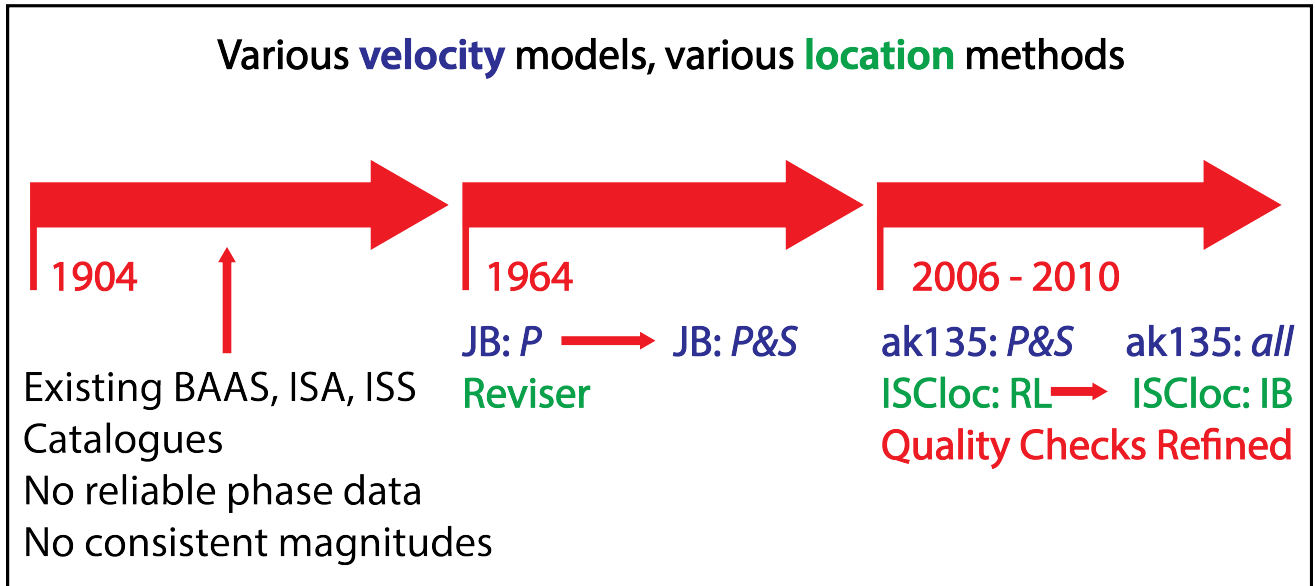 Various velocity models, various location methods
1904
1964
2006 - 2010
Existing BAAS, ISA, ISS
Catalogues
No reliable phase data
No consistent magnitudes
JB: P JB: P&S
Reviser
ak135: P&S ak135: all
ISCloc: RL ISCloc: IB
Quality Checks Refined